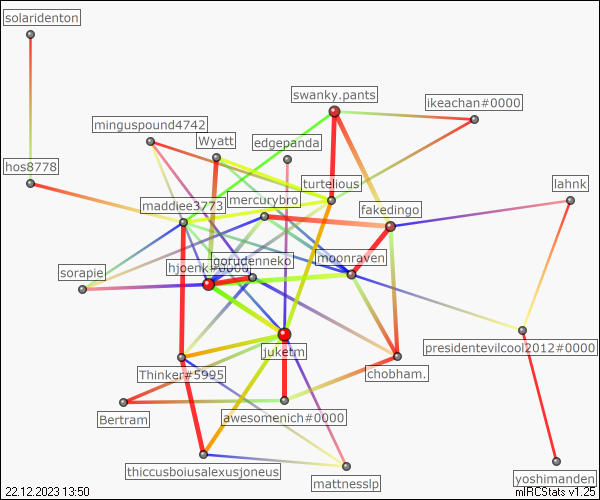 solaridenton
swanky.pants
ikeachan#0000
minguspound4742
Wyatt
edgepanda
hos8778
turtelious
lahnk
maddiee3773
mercurybro
fakedingo
sorapie
hjoenk#0000
gorudenneko
moonraven
juketm
presidentevilcool2012#0000
Thinker#5995
chobham.
Bertram
awesomenich#0000
thiccusboiusalexusjoneus
mattnesslp
yoshimanden
22.12.2023 13:50
mIRCStats v1.25